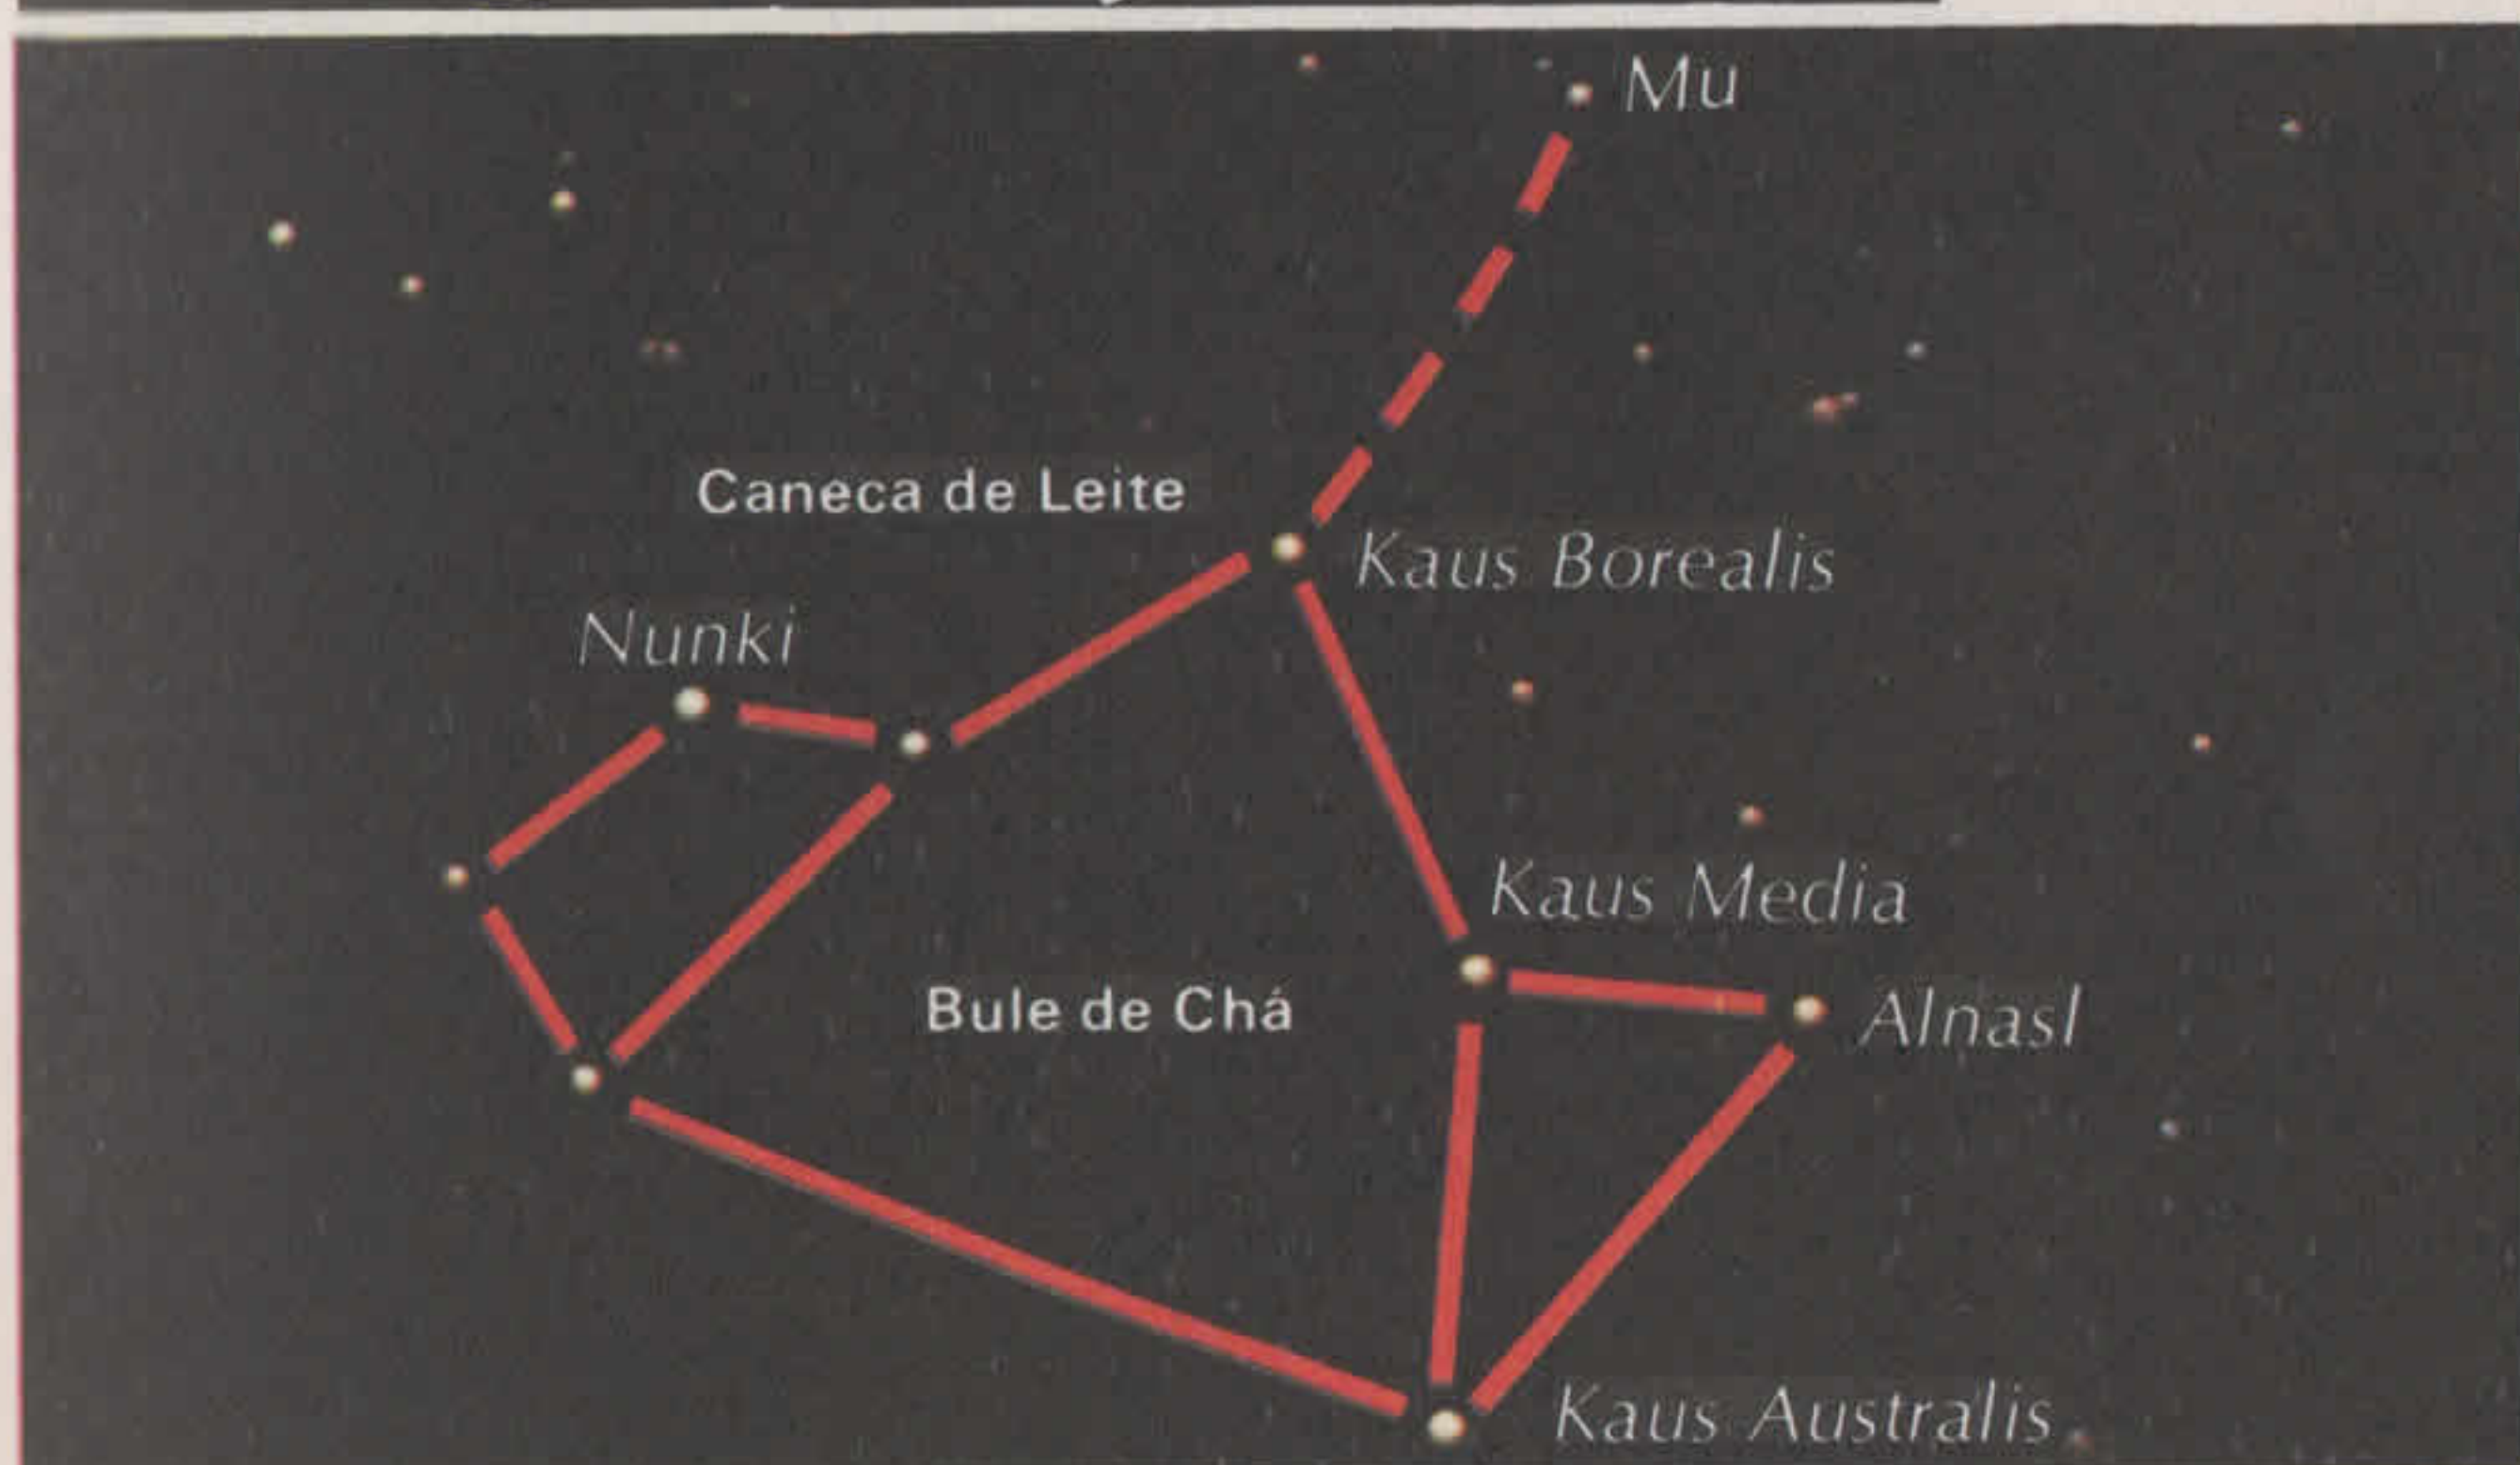 Mu
Caneca de Leite
Kaus Borealis
Nunki
Kaus Media
Bule de Chá
Alnasl
Kaus Australis